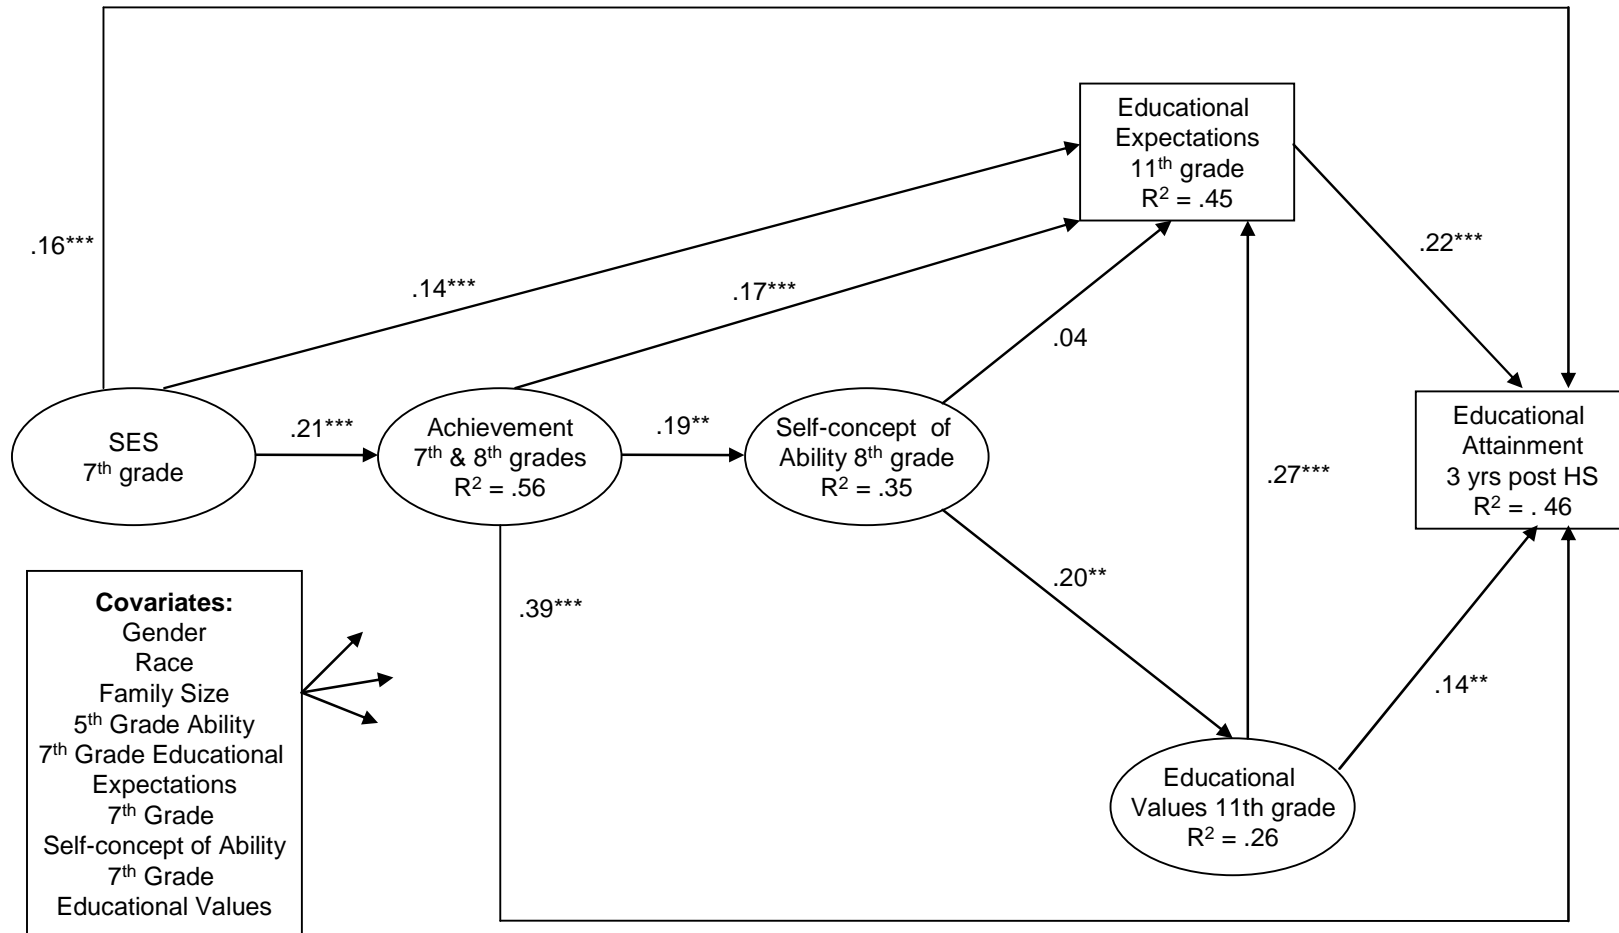 Educational
Expectations
11th grade
R2 = .45
.16***
.22***
.14***
.17***
.04
SES
7th grade
.21***
Achievement
7th & 8th grades
R2 = .56
.19**
Self-concept of
Ability 8th grade
R2 = .35
.27***
Educational
Attainment
3 yrs post HS
R2 = . 46
.39***
.20**
.14**
Covariates:
Gender
Race
Family Size
5th Grade Ability
7th Grade Educational
Expectations
7th Grade
Self-concept of Ability
7th Grade
Educational Values
Educational
Values 11th grade
R2 = .26